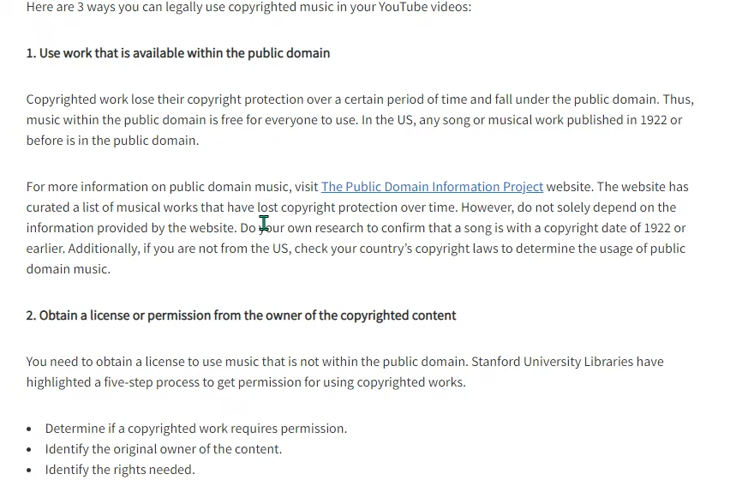 Here are 3 ways you can legally use copyrighted music in your YouTube videos:
1. Use work that is available within the public domain
Copyrighted work lose their copyright protection over a certain period of time and fall under the public domain. Thus,
music within the public domain is free for everyone to use. In the US, any song or musical work published in 1922 or
before is in the public domain.
For more information on public domain music, visit The Public Domain Information Project website. The website has
curated a list of musical works that have lost copyright protection over time. However, do not solely depend on the
information provided by the website. Do your own research to confirm that a song is with a copyright date of 1922 or
earlier. Additionally, if you are not from the US, check your country’s copyright laws to determine the usage of public
domain music.
2. Obtain a license or permission from the owner of the copyrighted content
You need to obtain a license to use music that is not within the public domain. Stanford University Libraries have
highlighted a five-step process to get permission for using copyrighted works.
• Determine if a copyrighted work requires permission.
• Identify the original owner of the content.
• Identify the rights needed.